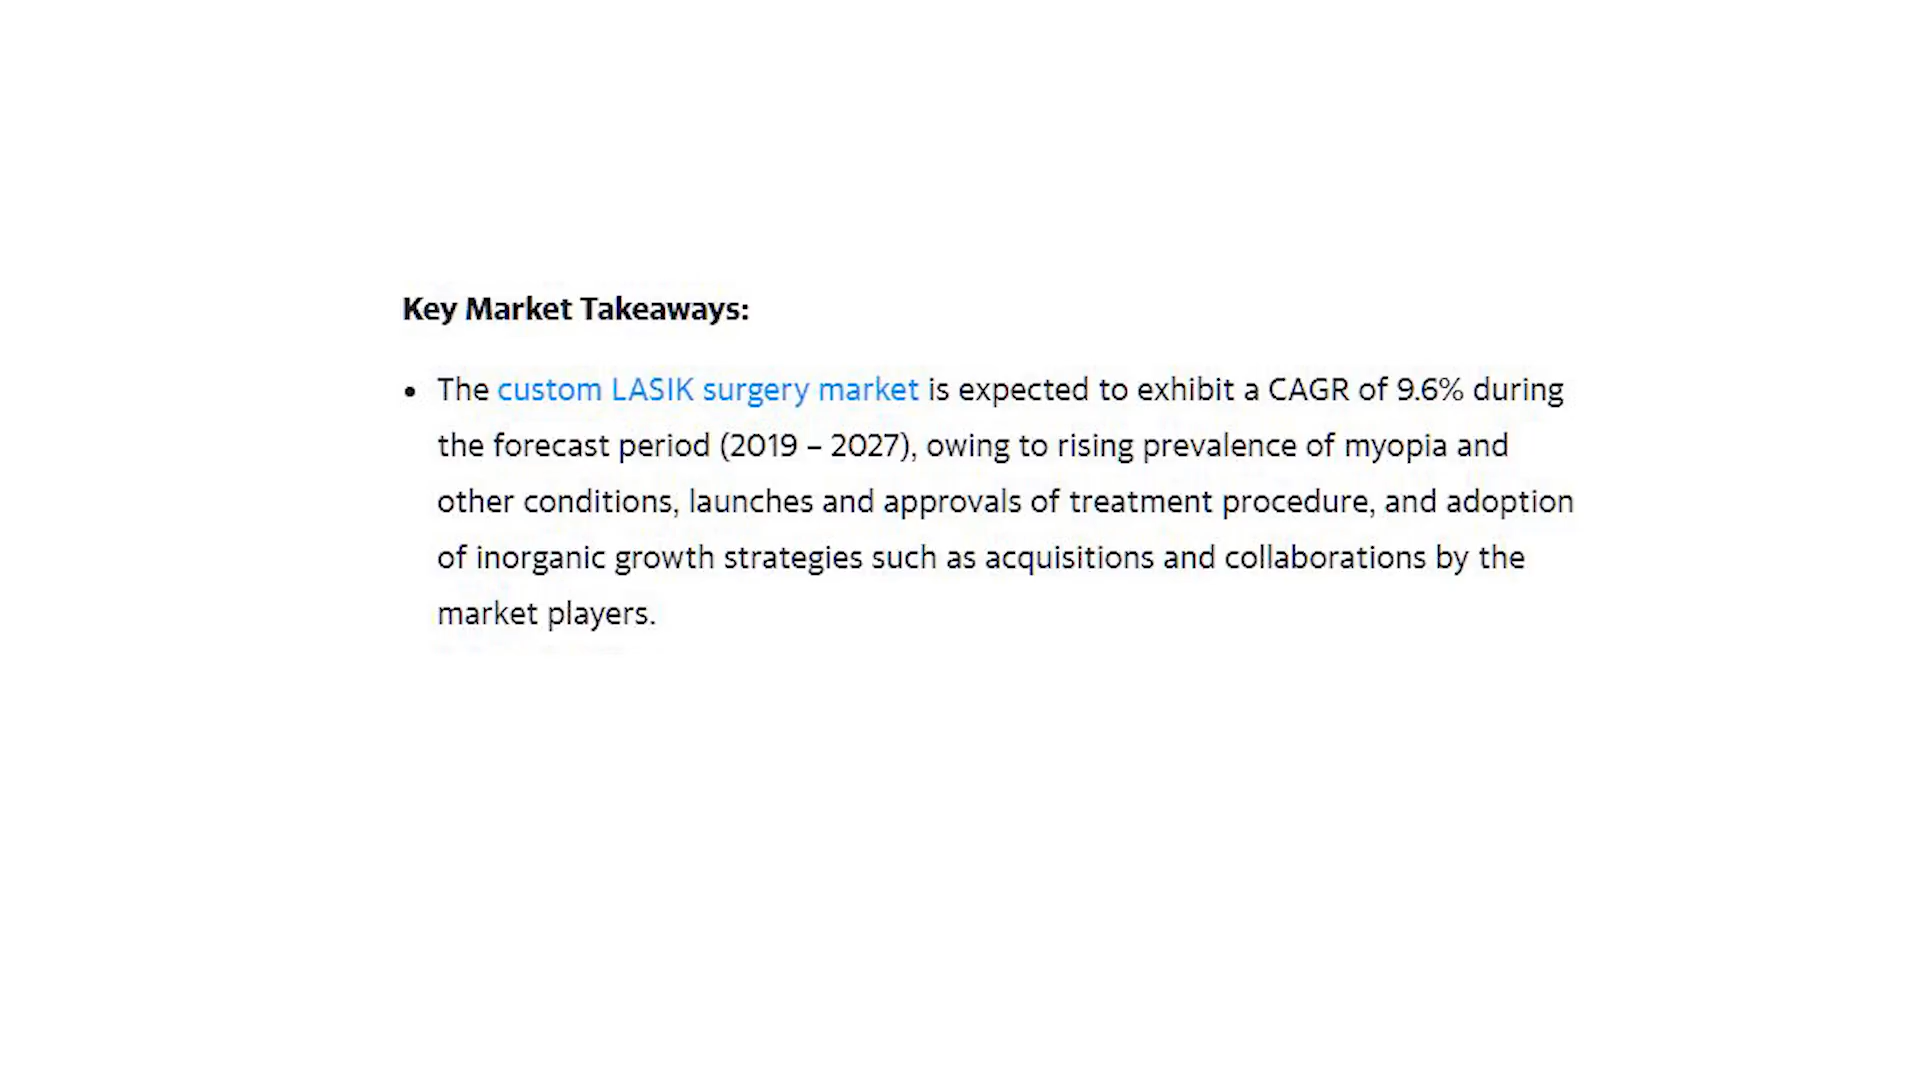 Key Market Takeaways:
• The custom LASIK surgery market is expected to exhibit a CAGR of 9.6% during
the forecast period (2019 – 2027), owing to rising prevalence of myopia and
other conditions, launches and approvals of treatment procedure, and adoption
of inorganic growth strategies such as acquisitions and collaborations by the
market players.